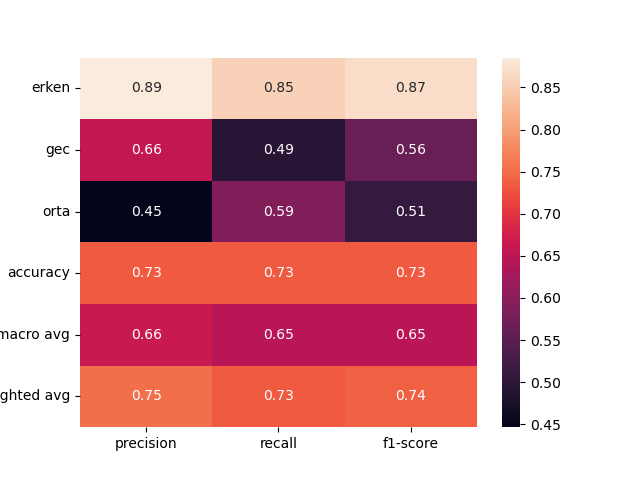 erken 0.89 0.85 0.87
gec 0.66 0.49 0.56
orta 0.45 0.59 0.51
accuracy 0.73 0.73 0.73
macro avg 0.66 0.65 0.65
ghted avg 0.75 0.73 0.74
precision recall f1-score
0.85
0.80
0.75
0.70
0.65
0.60
0.55
0.50
0.45